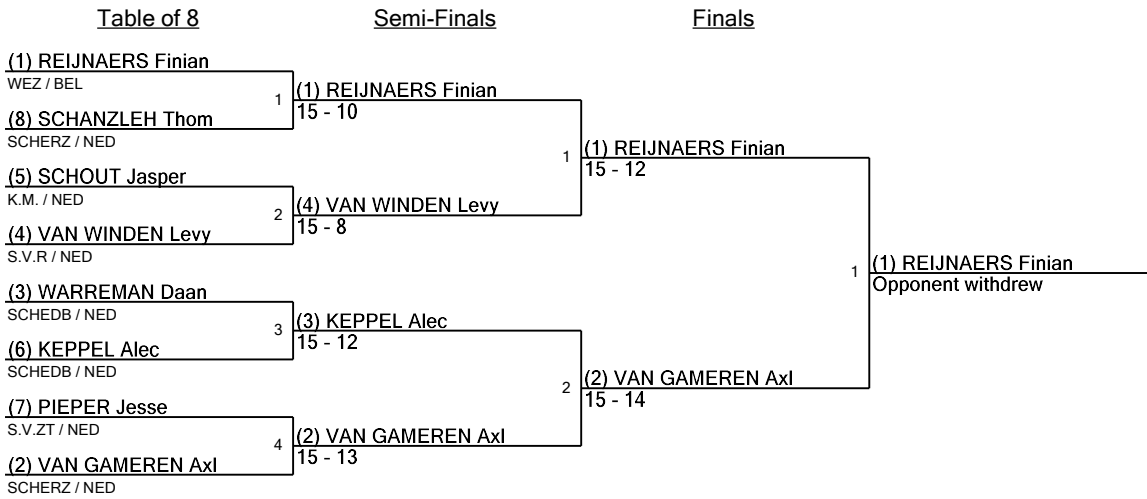 Table of 8
Semi-Finals
Finals
(1) REIJNAERS Finian
WEZ / BEL
(8) SCHANZLEH Thom
SCHERZ / NED
(5) SCHOUT Jasper
K.M. / NED
(4) VAN WINDEN Levy
S.V.R / NED
(3) WARREMAN Daan
SCHEDB / NED
(6) KEPPEL Alec
SCHEDB / NED
(7) PIEPER Jesse
S.V.ZT / NED
(2) VAN GAMEREN Axl
SCHERZ / NED
1
(1) REIJNAERS Finian
15 - 10
2
(4) VAN WINDEN Levy
15 - 8
3
(3) KEPPEL Alec
15 - 12
4
(2) VAN GAMEREN Axl
15 - 13
1
(1) REIJNAERS Finian
15 - 12
2
(2) VAN GAMEREN Axl
15 - 14
1
(1) REIJNAERS Finian
Opponent withdrew